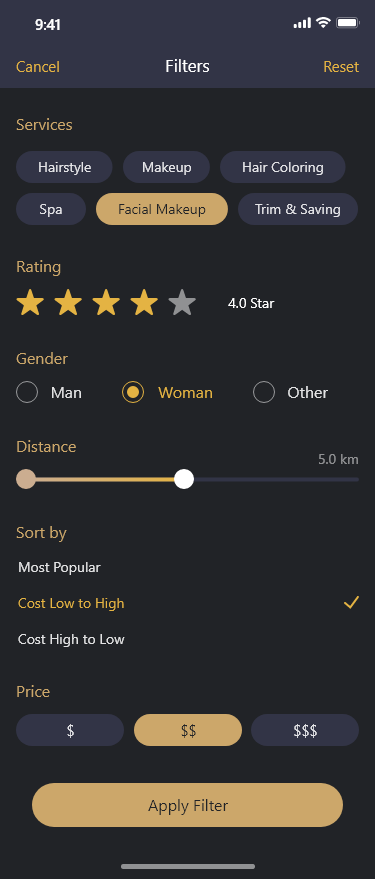 9:41
Cancel Filters Reset
Services
Hairstyle Makeup Hair Coloring
Spa Facial Makeup Trim & Saving
Rating
4.0 Star
Gender
Man Woman Other
Distance
5.0 km
Sort by
Most Popular
Cost Low to High
Cost High to Low
Price
$ $$ $$$
Apply Filter